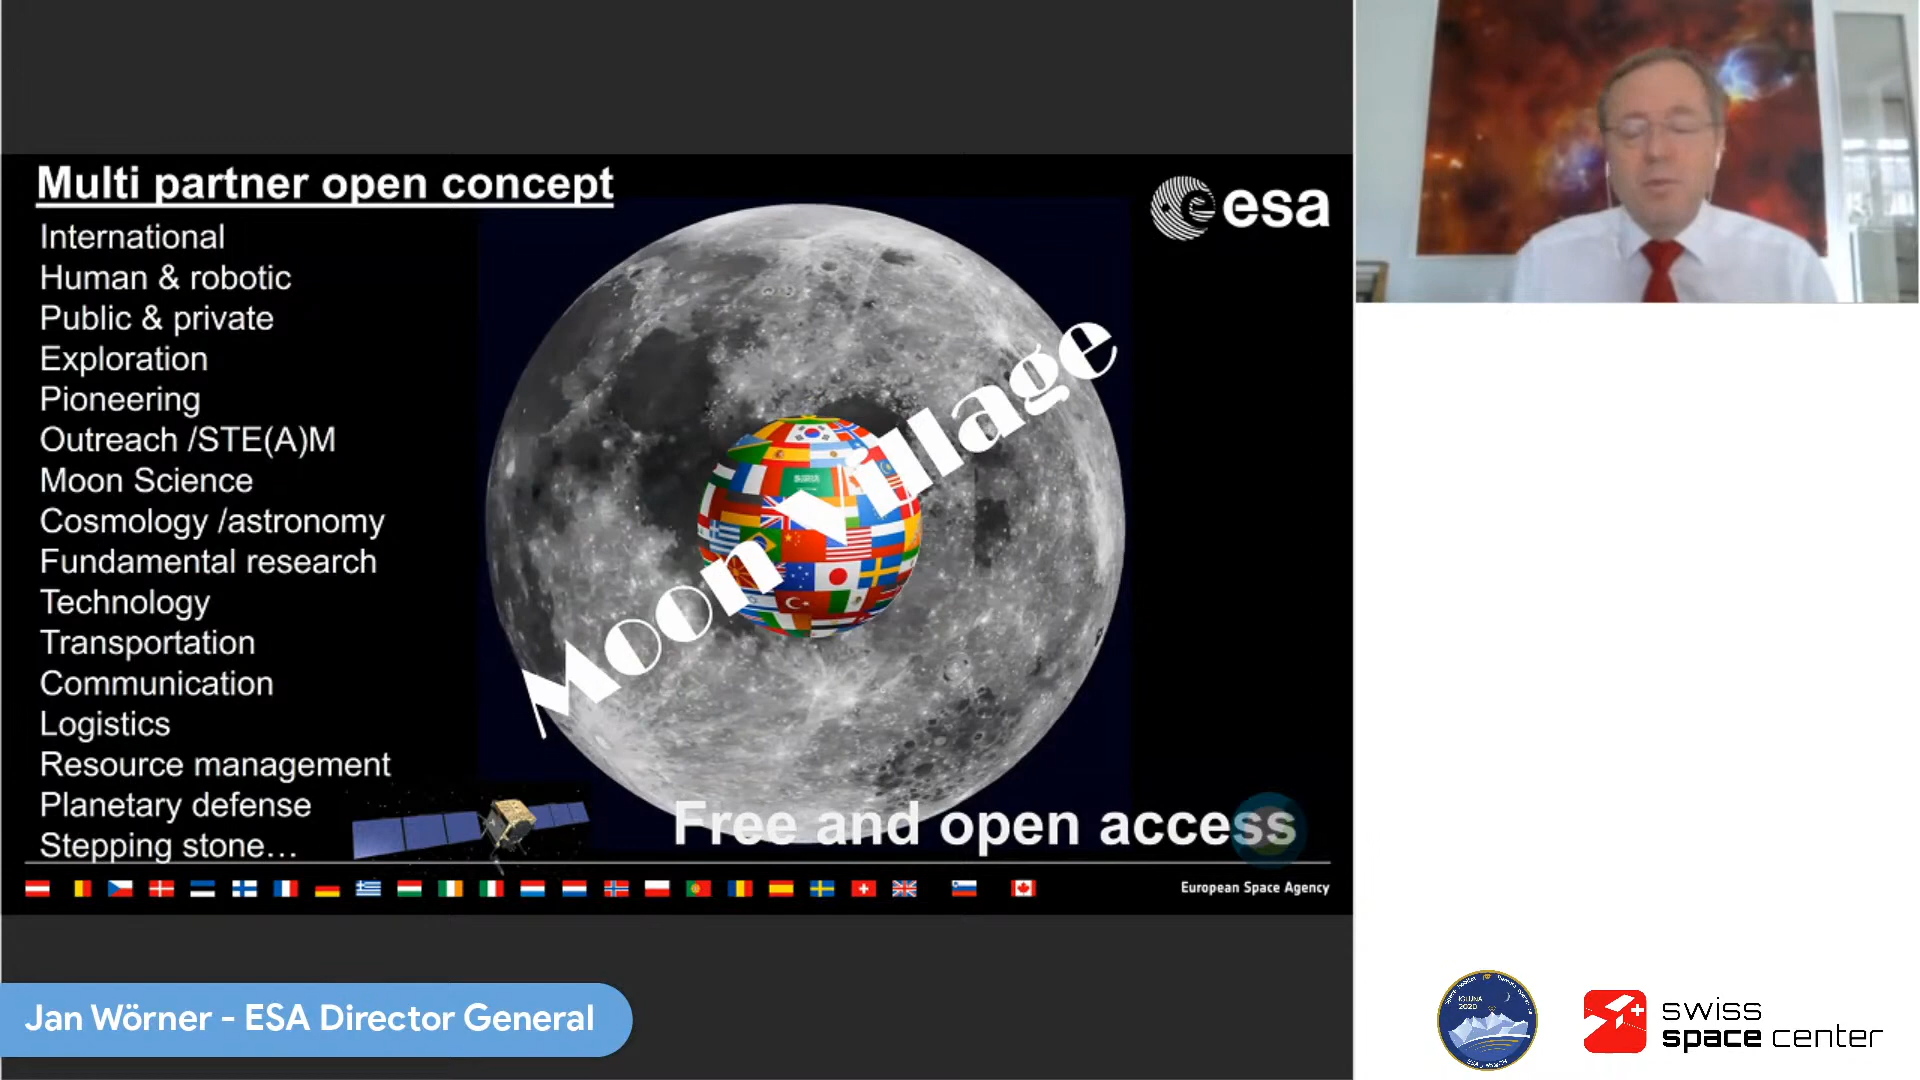 Multi partner open concept
esa
International
Human & robotic
Public & private
Exploration
Pioneering
Outreach /STE(A)M
Moon Science
Cosmology /astronomy
Fundamental research
Technology
Transportation
Communication
Logistics
Resource management
Planetary defense
Stepping stone…
Moon Village
Free and open access
European Space Agency
Jan Wörner - ESA Director General
IGLUNA
2020
swiss
space center